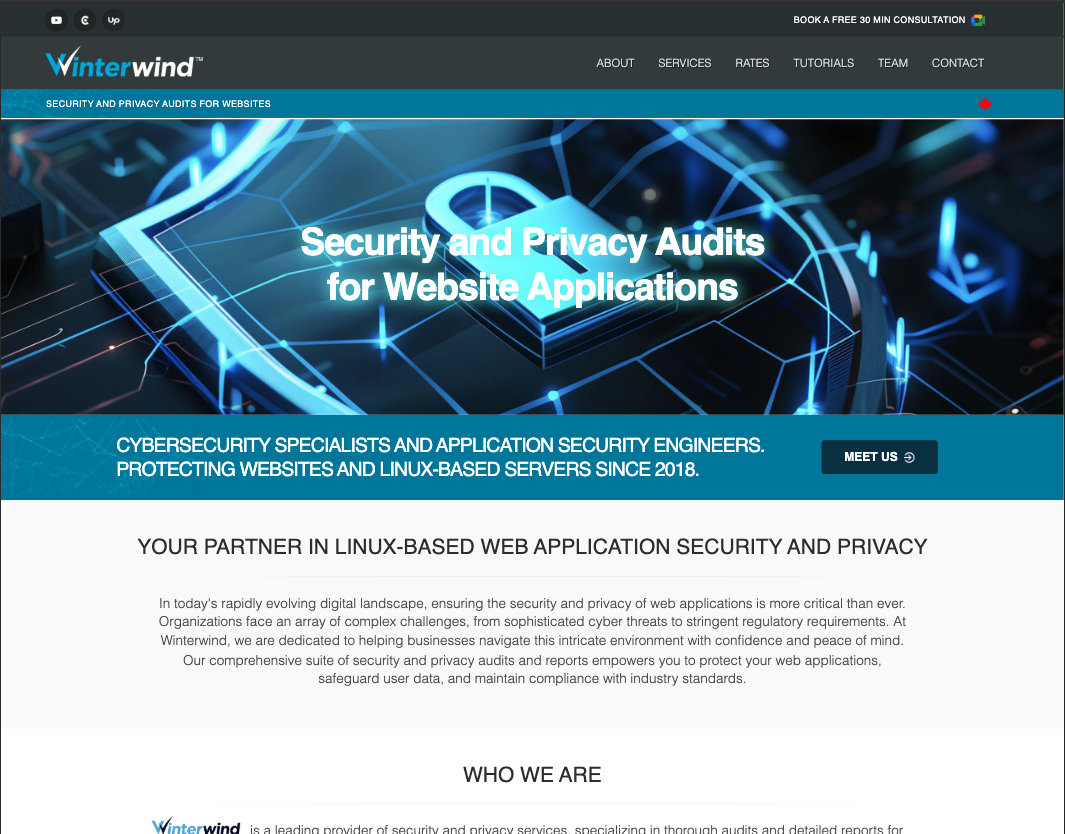 Up
BOOK A FREE 30 MIN CONSULTATION
Winterwind™
ABOUT SERVICES RATES TUTORIALS TEAM CONTACT
SECURITY AND PRIVACY AUDITS FOR WEBSITES
Security and Privacy Audits
for Website Applications
CYBERSECURITY SPECIALISTS AND APPLICATION SECURITY ENGINEERS.
PROTECTING WEBSITES AND LINUX-BASED SERVERS SINCE 2018.
MEET US
YOUR PARTNER IN LINUX-BASED WEB APPLICATION SECURITY AND PRIVACY
In today's rapidly evolving digital landscape, ensuring the security and privacy of web applications is more critical than ever.
Organizations face an array of complex challenges, from sophisticated cyber threats to stringent regulatory requirements. At
Winterwind, we are dedicated to helping businesses navigate this intricate environment with confidence and peace of mind.
Our comprehensive suite of security and privacy audits and reports empowers you to protect your web applications,
safeguard user data, and maintain compliance with industry standards.
WHO WE ARE
Winterwind is a leading provider of security and privacy services, specializing in thorough audits and detailed reports for